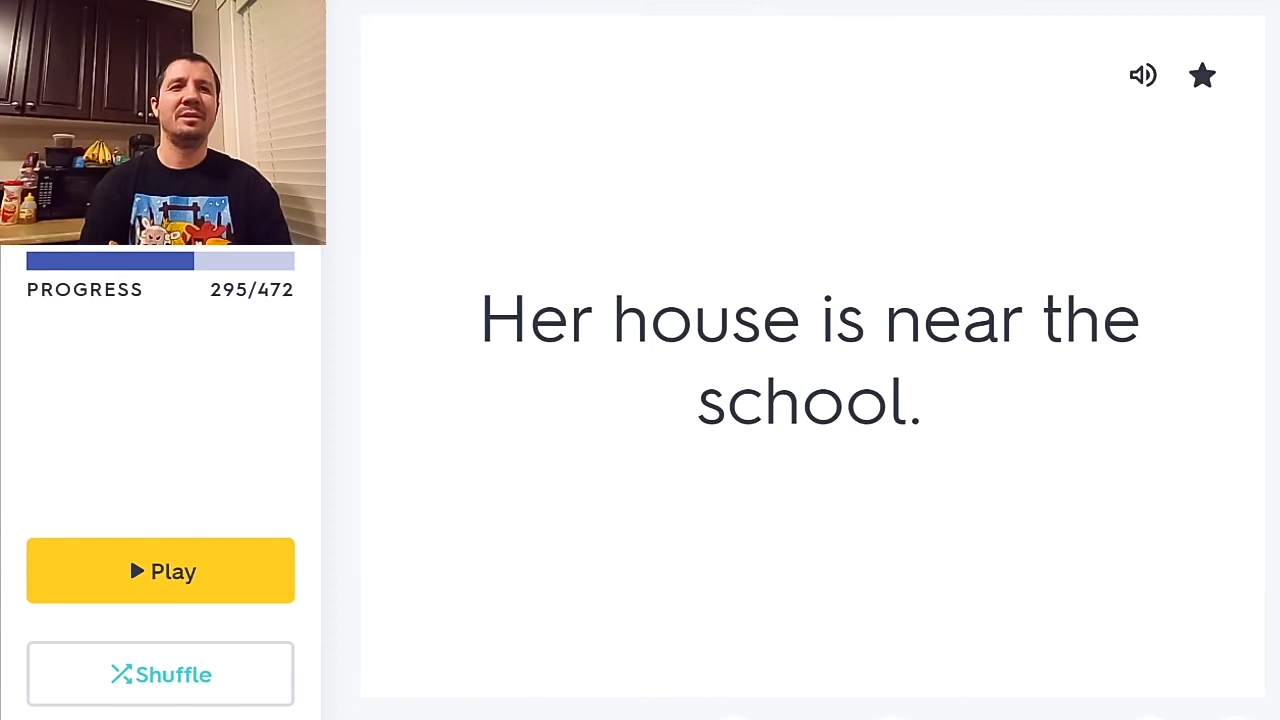 PROGRESS 295/472
Play
Shuffle
Her house is near the
school.